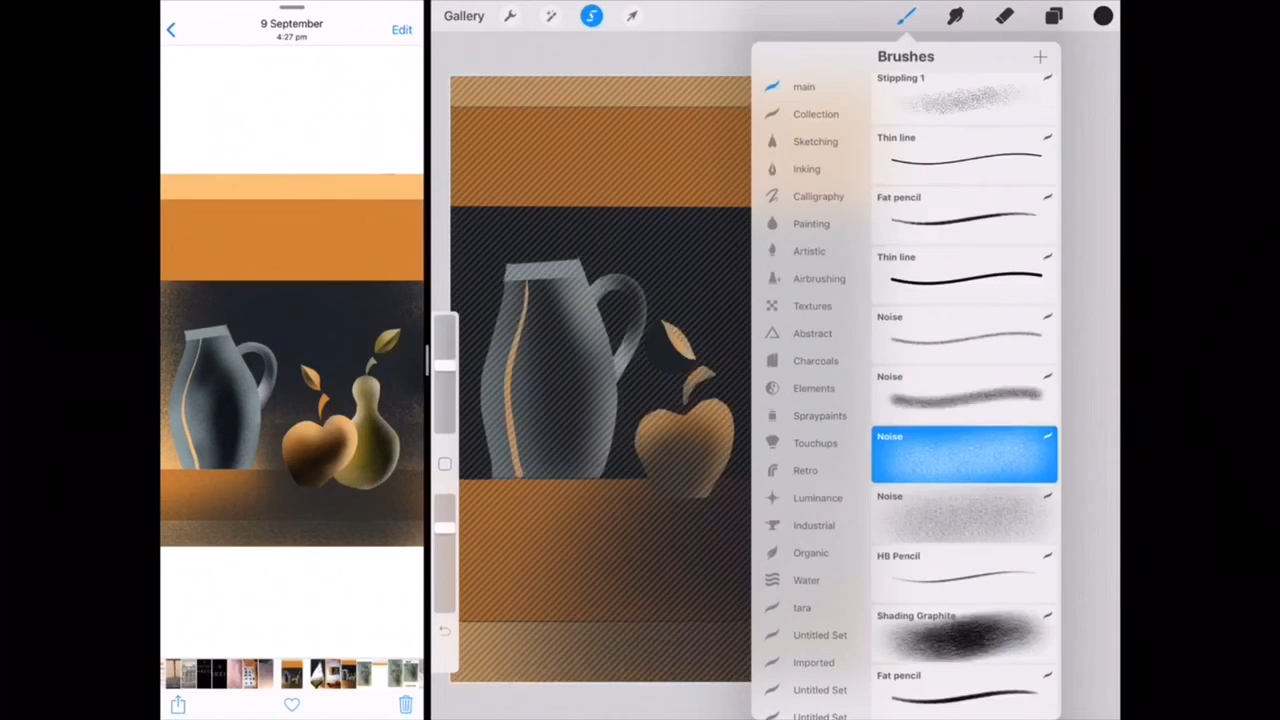 9 September
4:27 pm
Edit
Gallery
Brushes
main
Collection
Sketching
Inking
Calligraphy
Painting
Artistic
Airbrushing
Textures
Abstract
Charcoals
Elements
Spraypaints
Touchups
Retro
Luminance
Industrial
Organic
Water
tara
Untitled Set
Imported
Untitled Set
Untitled Set
Stippling 1
Thin line
Fat pencil
Thin line
Noise
Noise
Noise
Noise
HB Pencil
Shading Graphite
Fat pencil